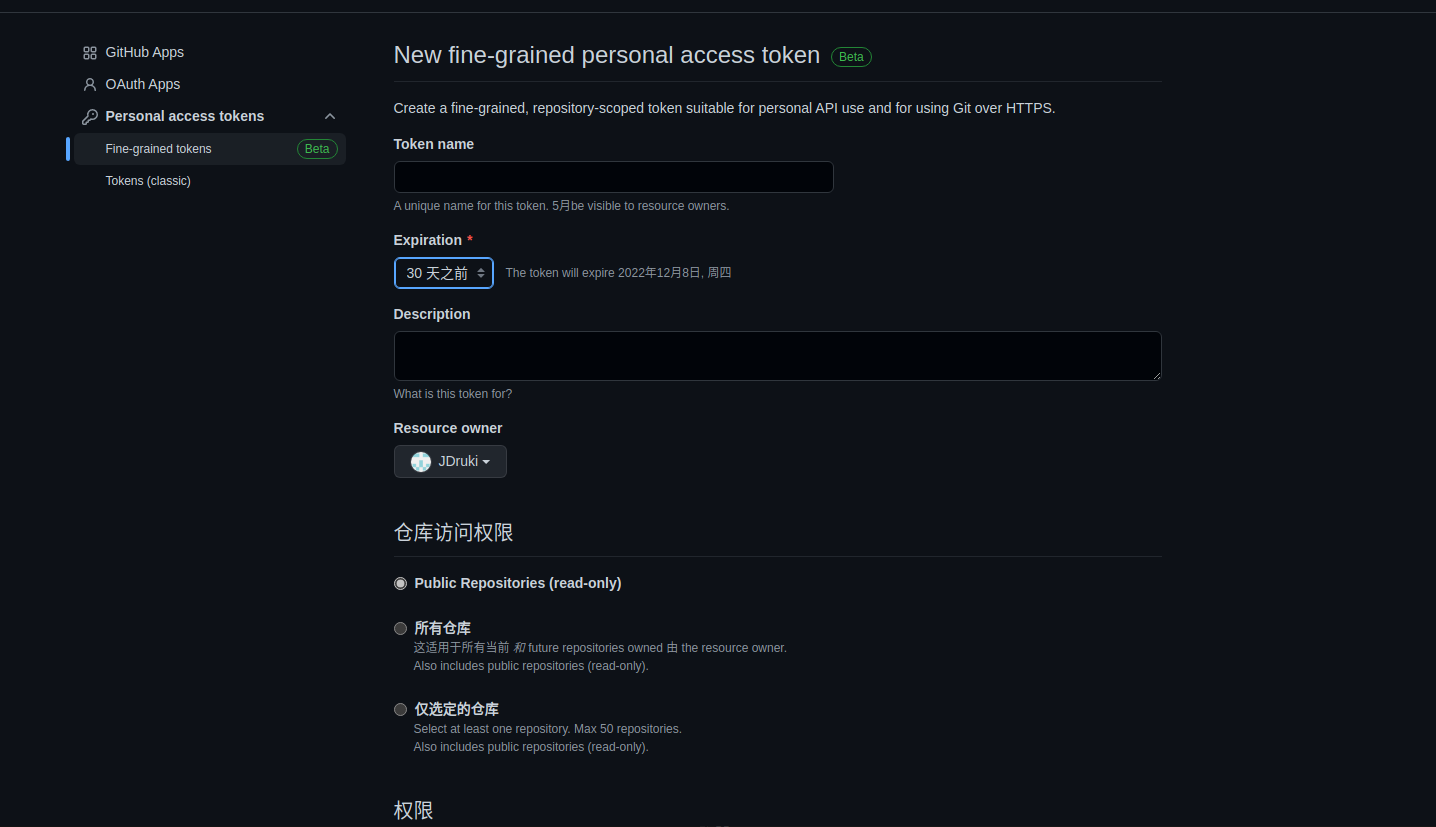 GitHub Apps
OAuth Apps
Personal access tokens
Fine-grained tokens Beta
Tokens (classic)
New fine-grained personal access token Beta
Create a fine-grained, repository-scoped token suitable for personal API use and for using Git over HTTPS.
Token name
A unique name for this token. 5月be visible to resource owners.
Expiration *
30 天之前 The token will expire 2022年12月8日, 周四
Description
What is this token for?
Resource owner
JDruki
仓库访问权限
Public Repositories (read-only)
所有仓库
这适用于所有当前 和 future repositories owned 由 the resource owner.
Also includes public repositories (read-only).
仅选定的仓库
Select at least one repository. Max 50 repositories.
Also includes public repositories (read-only).
权限